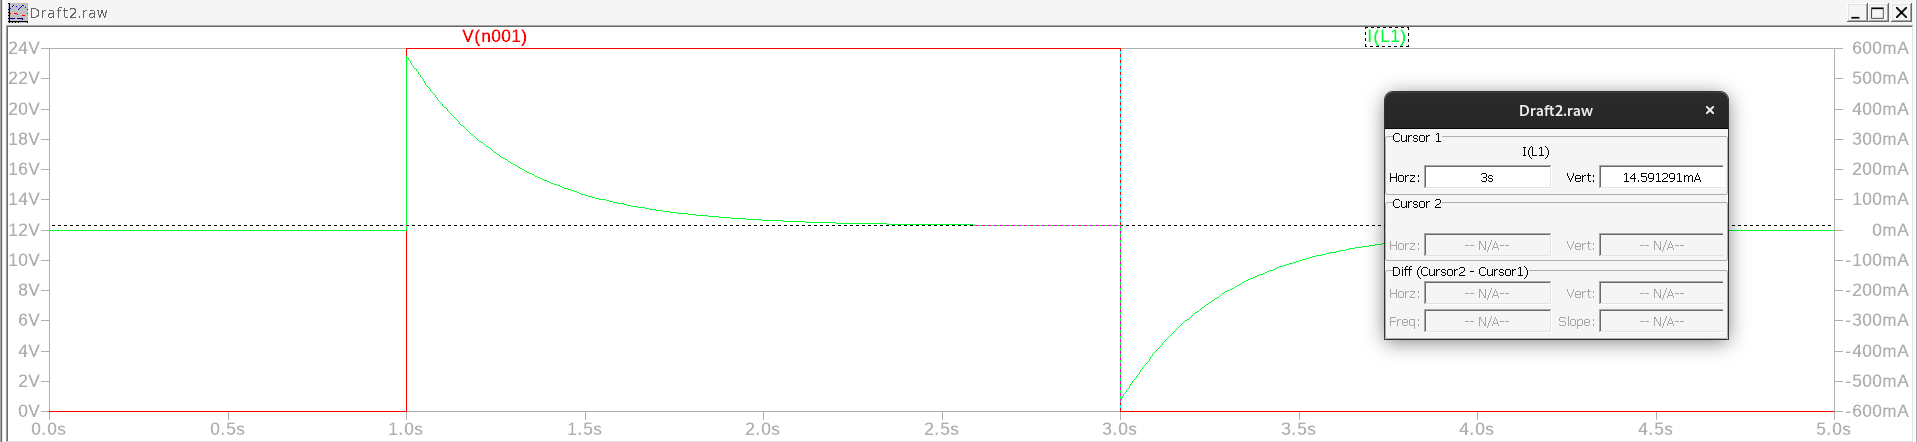 Draft2.raw
V(n001)
I(L1)
24V
22V
20V
18V
16V
14V
12V
10V
8V
6V
4V
2V
0V
0.0s
0.5s
1.0s
1.5s
2.0s
2.5s
3.0s
3.5s
4.0s
4.5s
5.0s
600mA
500mA
400mA
300mA
200mA
100mA
0mA
-100mA
-200mA
-300mA
-400mA
-500mA
-600mA
Draft2.raw
Cursor 1
I(L1)
Horz: 3s Vert: 14.591291mA
Cursor 2
Horz: -- N/A-- Vert: -- N/A--
Diff (Cursor2 - Cursor1)
Horz: -- N/A-- Vert: -- N/A--
Freq: -- N/A-- Slope: -- N/A--